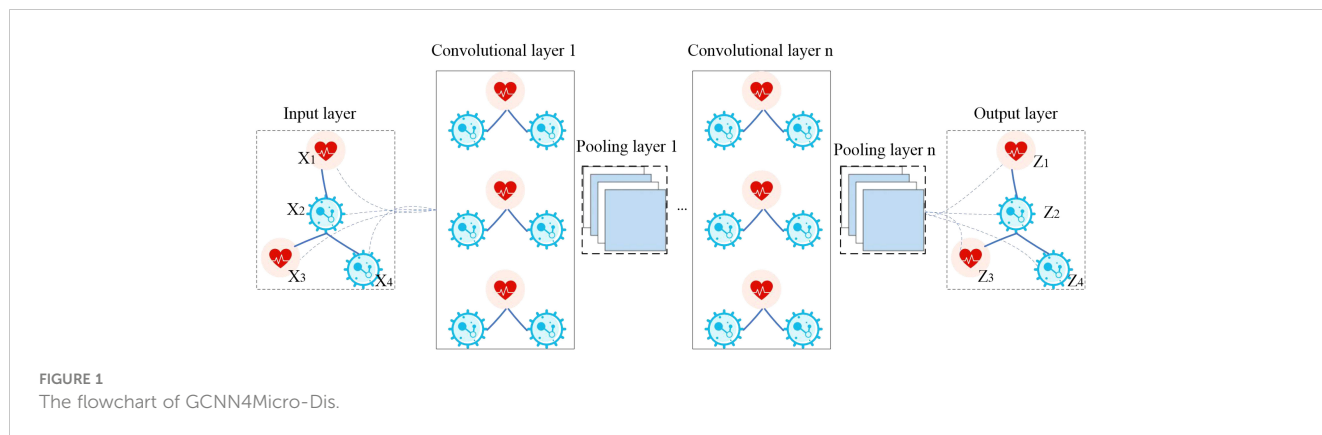 Convolutional layer 1
Convolutional layer n
Input layer
Output layer
Pooling layer 1
Pooling layer n
X1
X2
X3
X4
...
Z1
Z2
Z3
Z4
FIGURE 1
The flowchart of GCNN4Micro-Dis.